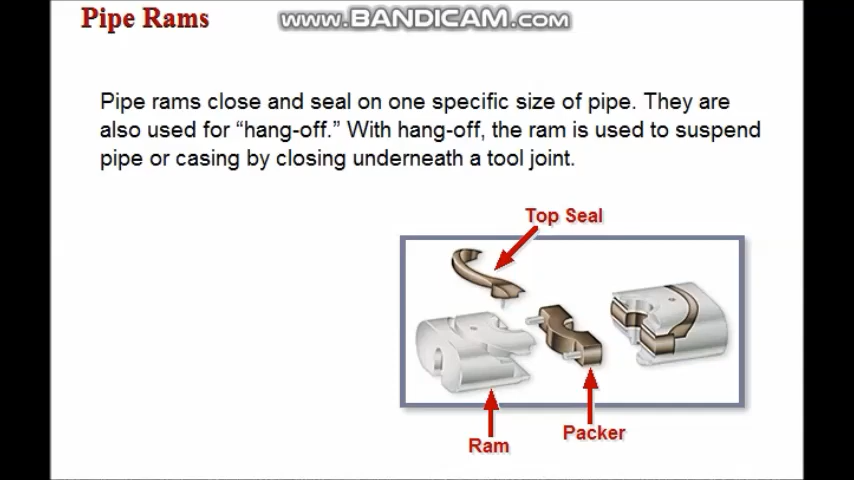 Pipe Rams
www.BANDICAM.com
Pipe rams close and seal on one specific size of pipe. They are
also used for “hang-off.” With hang-off, the ram is used to suspend
pipe or casing by closing underneath a tool joint.
Top Seal
Packer
Ram